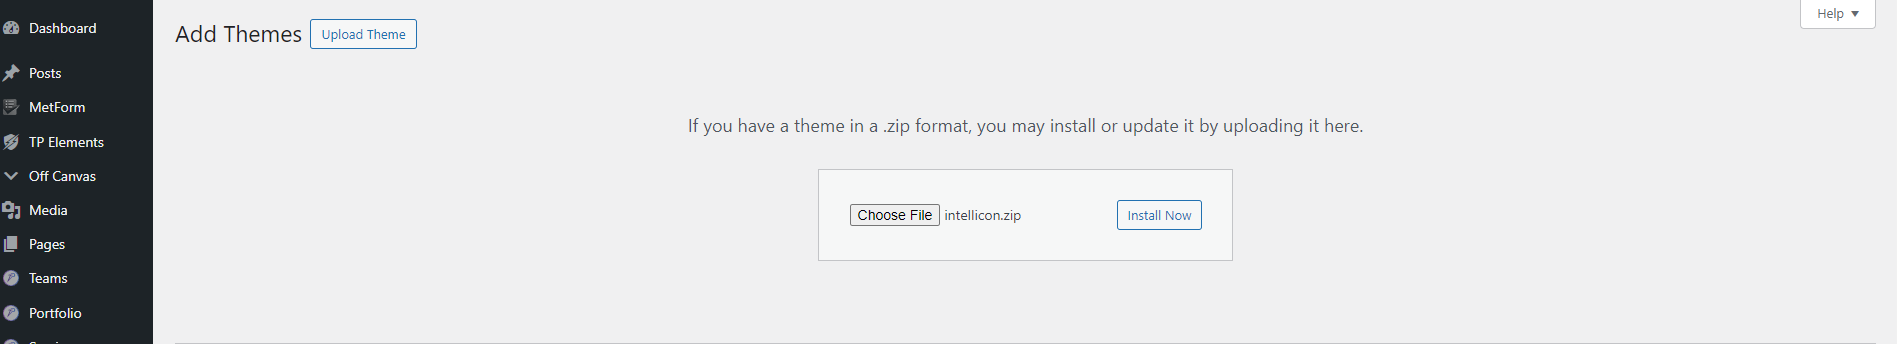 Dashboard
Posts
MetForm
TP Elements
Off Canvas
Media
Pages
Teams
Portfolio
Add Themes
Upload Theme
Help
If you have a theme in a .zip format, you may install or update it by uploading it here.
Choose File intellicon.zip
Install Now